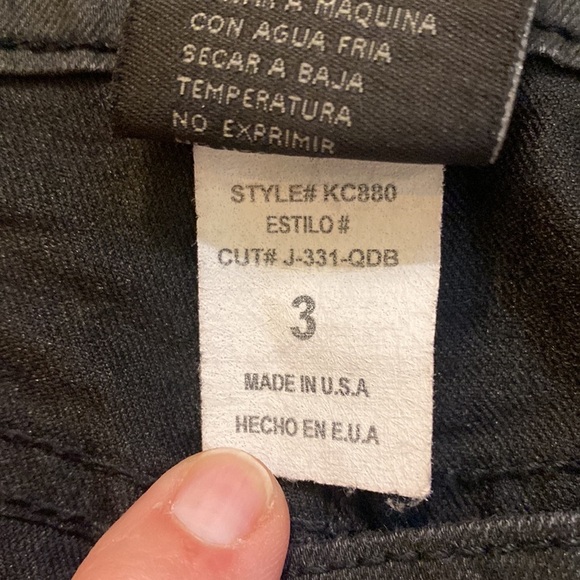 A MAQUINA
CON AGUA FRIA
SECAR A BAJA
TEMPERATURA
NO EXPRIMIR
STYLE# KC880
ESTILO #
CUT# J-331-QDB
3
MADE IN U.S.A
HECHO EN E.U.A